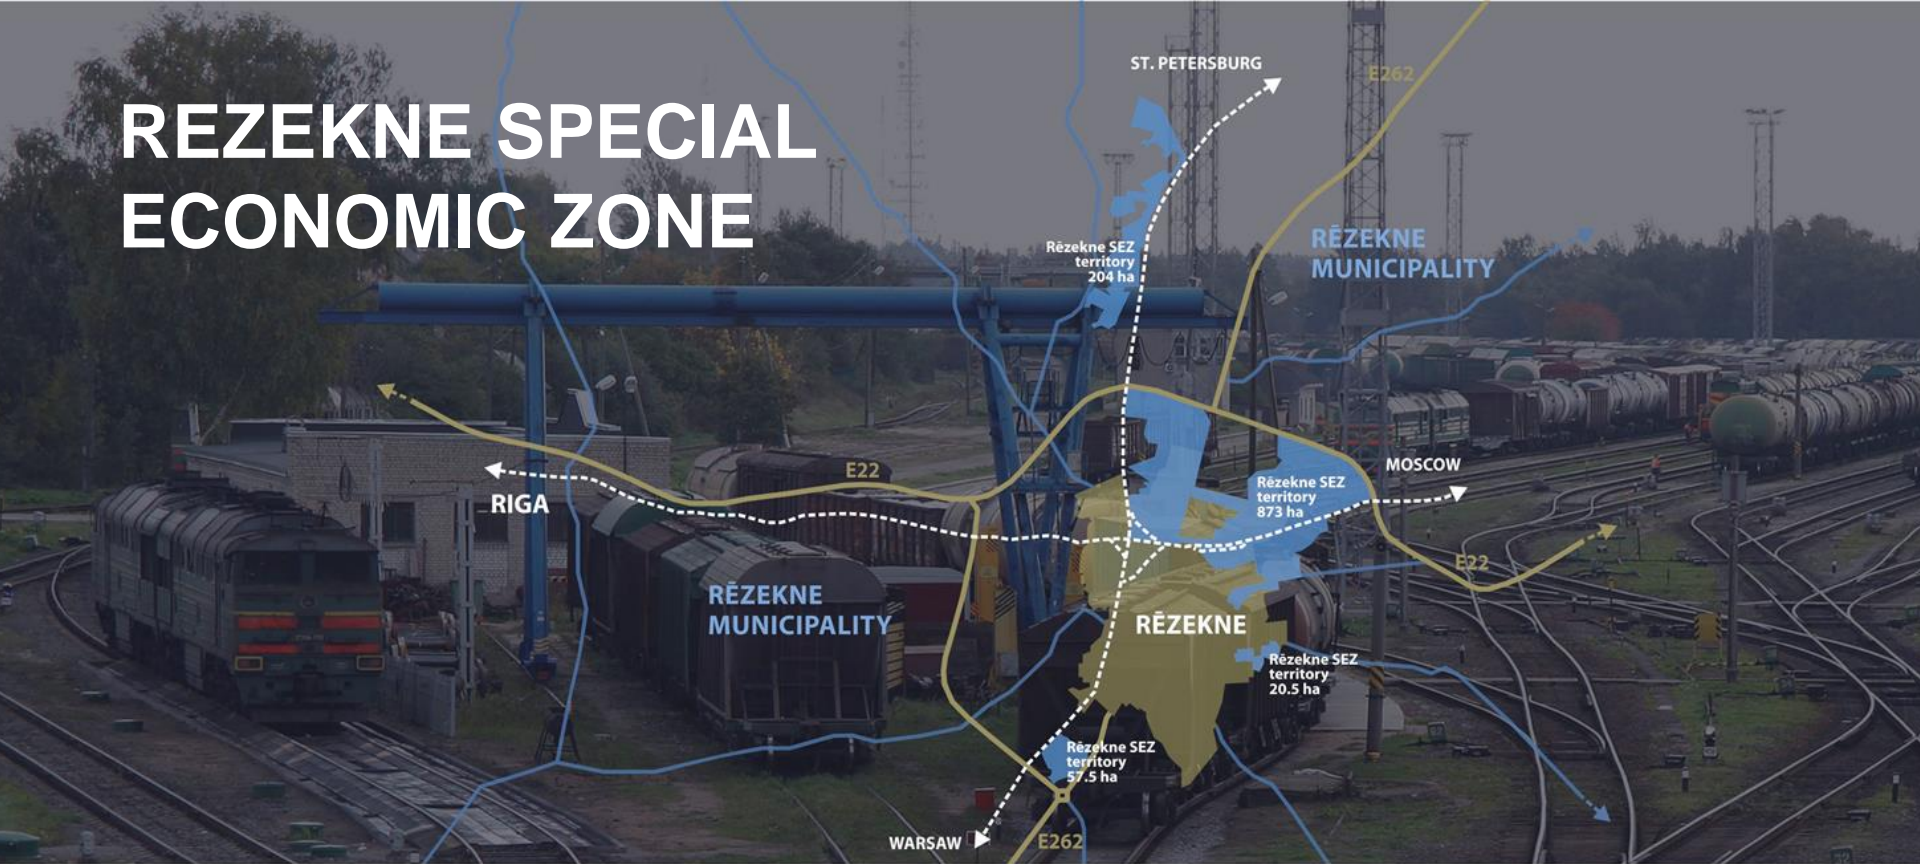 REZEKNE SPECIAL
ECONOMIC ZONE
ST. PETERSBURG
E262
Rēzekne SEZ
territory
204 ha
RĒZEKNE
MUNICIPALITY
E22
RIGA
MOSCOW
Rēzekne SEZ
territory
873 ha
E22
RĒZEKNE
MUNICIPALITY
RĒZEKNE
Rēzekne SEZ
territory
20.5 ha
Rēzekne SEZ
territory
57.5 ha
WARSAW
E262